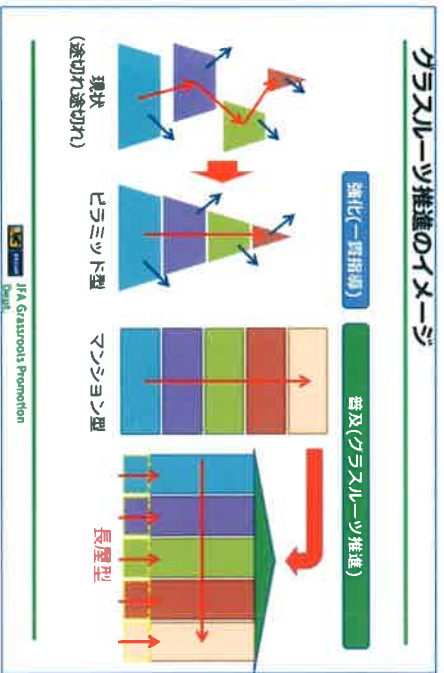 グラスルーツ推進のイメージ
強化(一貫指導)
普及(グラスルーツ推進)
現状
(途切れ途切れ)
ピラミッド型
マンション型
長屋型
JFA Grassroots Promotion
Dept.